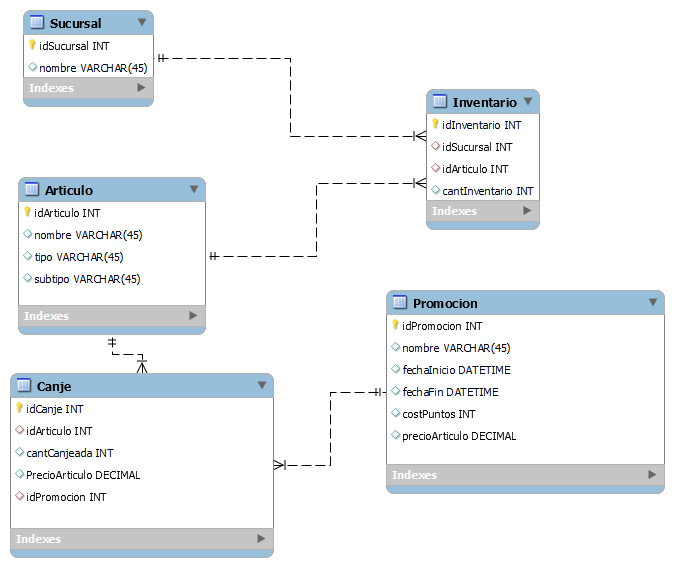 Sucursal
idSucursal INT
nombre VARCHAR(45)
Indexes
Inventario
idInventario INT
idSucursal INT
idArticulo INT
cantInventario INT
Indexes
Articulo
idArticulo INT
nombre VARCHAR(45)
tipo VARCHAR(45)
subtipo VARCHAR(45)
Indexes
Promocion
idPromocion INT
nombre VARCHAR(45)
fechaInicio DATETIME
fechaFin DATETIME
costPuntos INT
precioArticulo DECIMAL
Indexes
Canje
idCanje INT
idArticulo INT
cantCanjeada INT
PrecioArticulo DECIMAL
idPromocion INT
Indexes